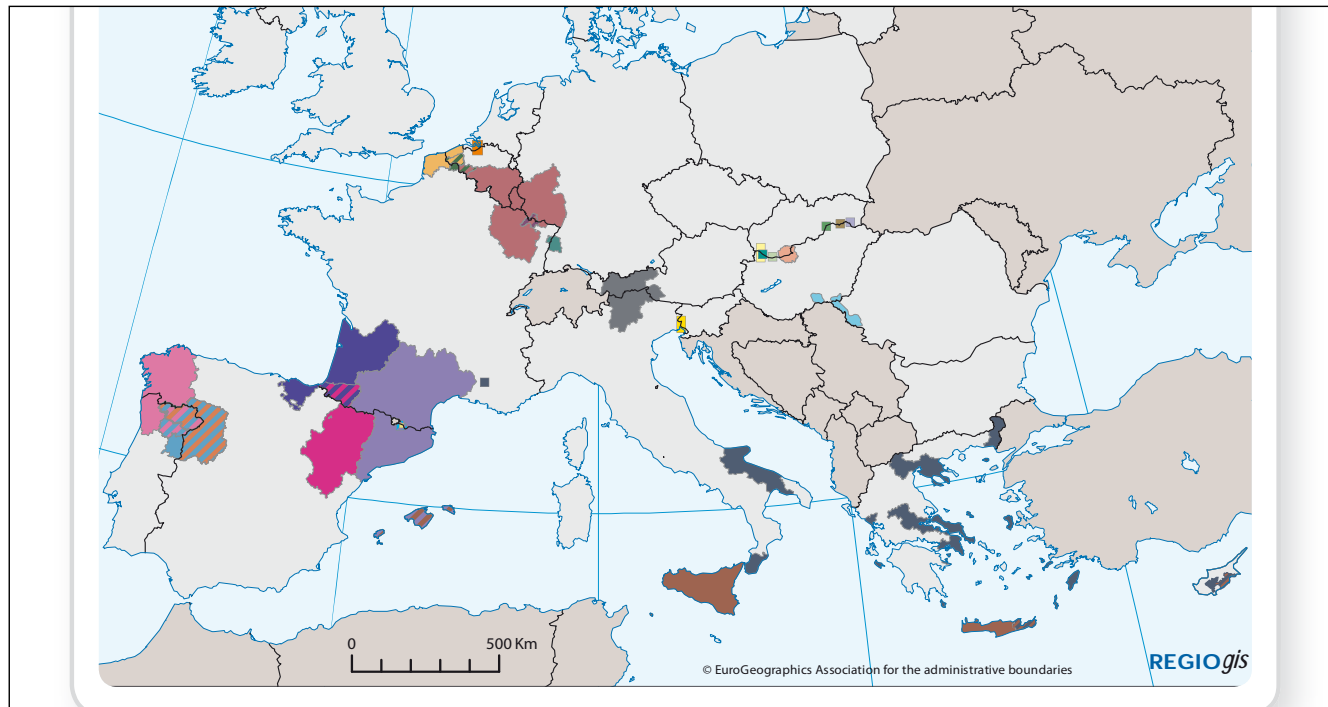 0 500 Km
© EuroGeographics Association for the administrative boundaries
REGIOgis